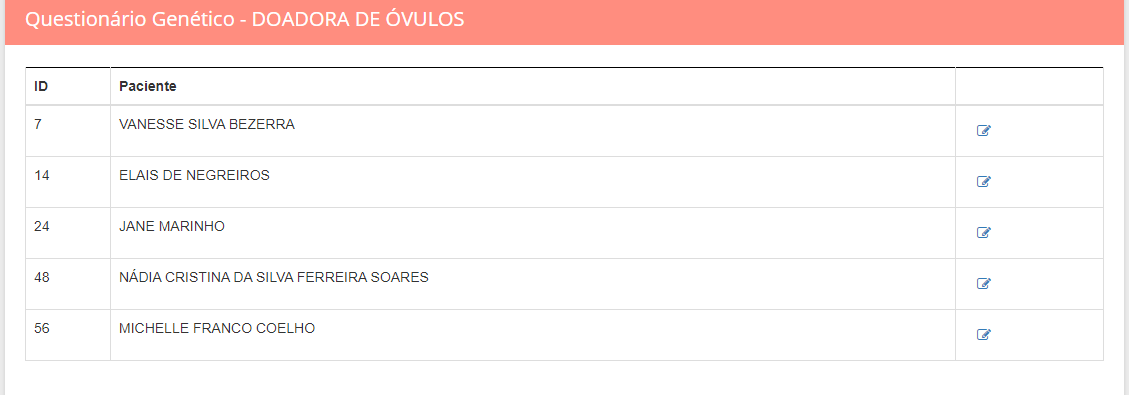 Questionário Genético - DOADORA DE ÓVULOS
ID Paciente
7 VANESSE SILVA BEZERRA
14 ELAIS DE NEGREIROS
24 JANE MARINHO
48 NÁDIA CRISTINA DA SILVA FERREIRA SOARES
56 MICHELLE FRANCO COELHO